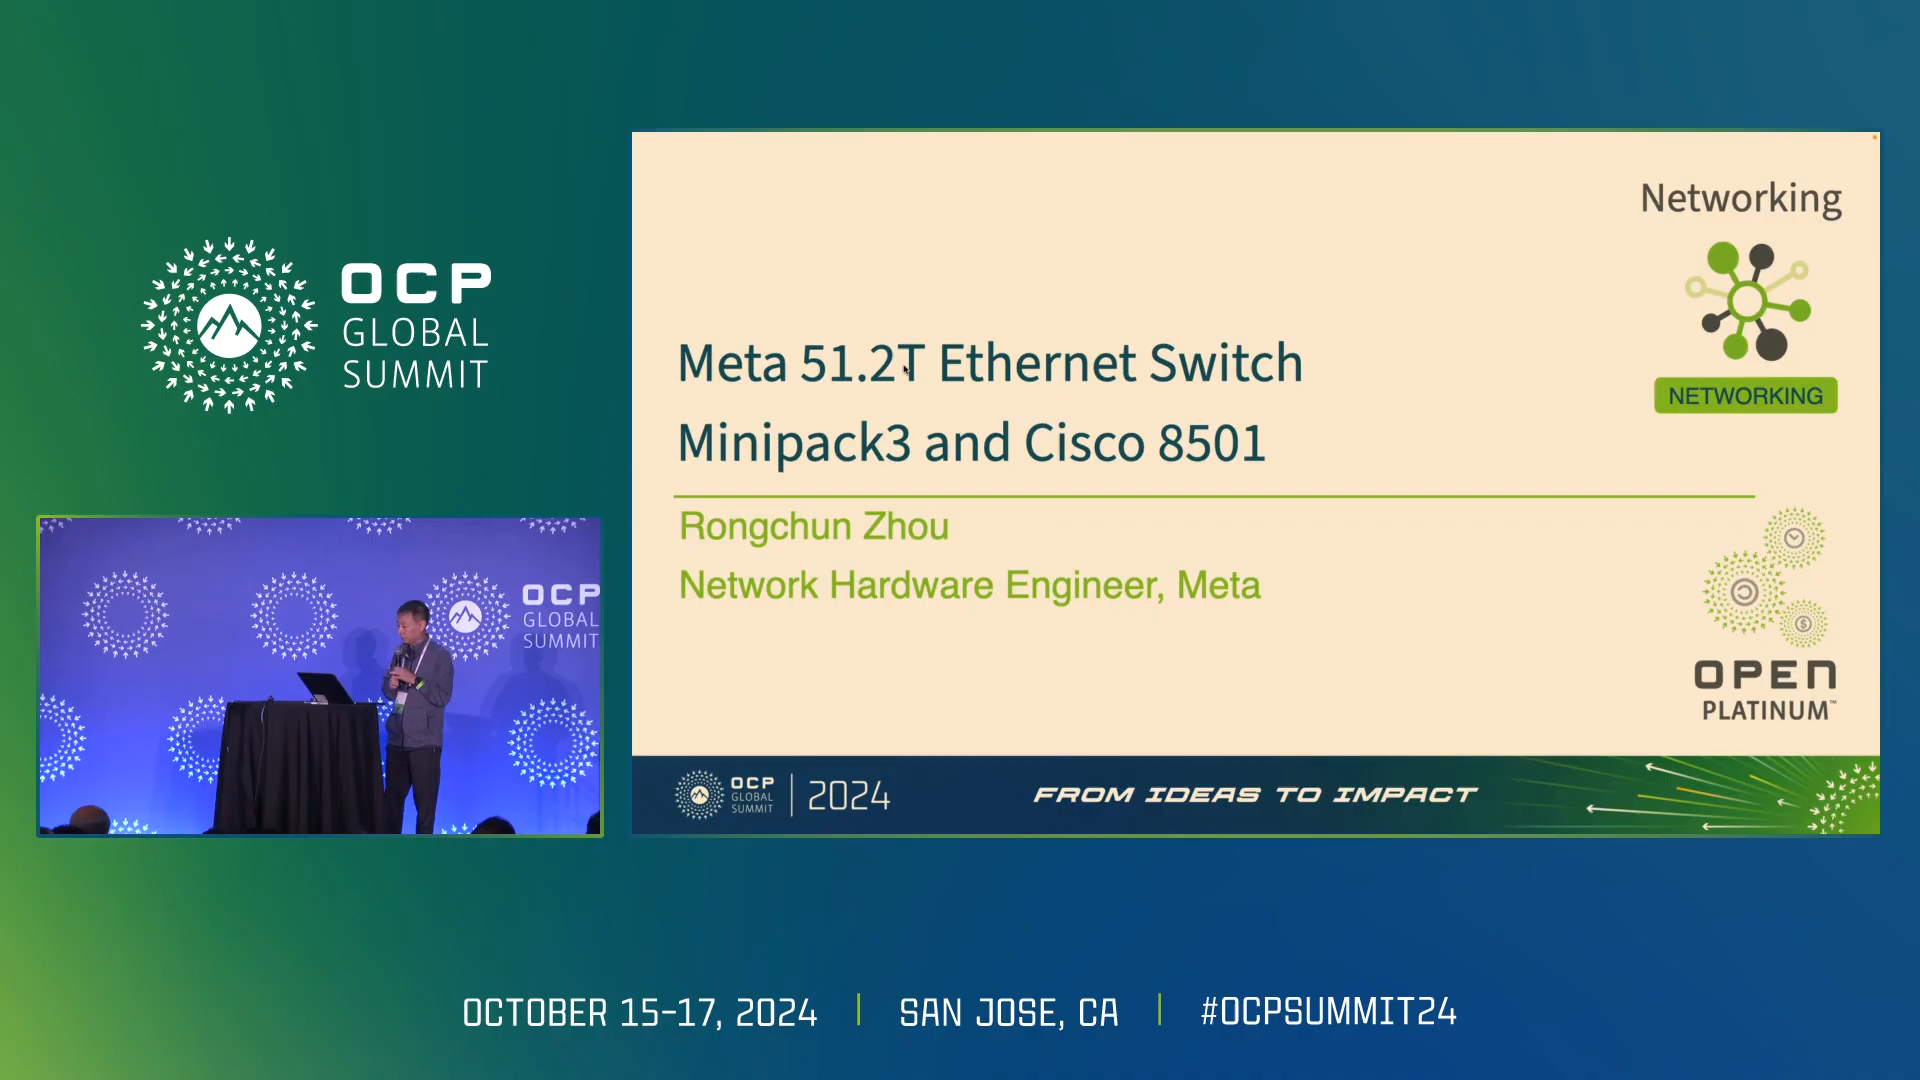 OCP
GLOBAL
SUMMIT
OCP
GLOBAL
SUMMIT
Networking
NETWORKING
Meta 51.2T Ethernet Switch
Minipack3 and Cisco 8501
Rongchun Zhou
Network Hardware Engineer, Meta
OPEN
PLATINUM™
OCP
GLOBAL
SUMMIT
2024
FROM IDEAS TO IMPACT
OCTOBER 15-17, 2024 | SAN JOSE, CA | #OCPSUMMIT24